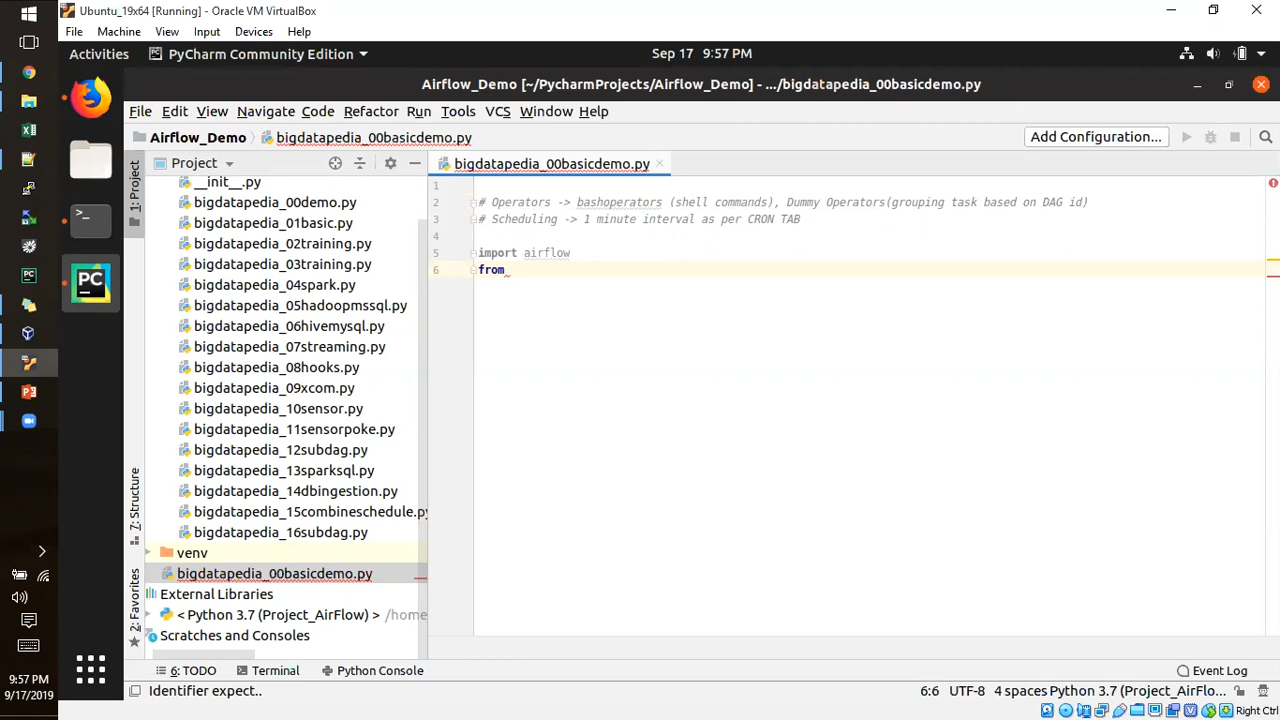 Ubuntu_19x64 [Running] - Oracle VM VirtualBox
File Machine View Input Devices Help
Activities PyCharm Community Edition Sep 17 9:57 PM
Airflow_Demo [~/PycharmProjects/Airflow_Demo] - .../bigdatapedia_00basicdemo.py
File Edit View Navigate Code Refactor Run Tools VCS Window Help
Airflow_Demo bigdatapedia_00basicdemo.py Add Configuration...
1: Project
Project
bigdatapedia_00basicdemo.py
__init__.py
bigdatapedia_00demo.py
bigdatapedia_01basic.py
bigdatapedia_02training.py
bigdatapedia_03training.py
bigdatapedia_04spark.py
bigdatapedia_05hadoopmssql.py
bigdatapedia_06hivemysql.py
bigdatapedia_07streaming.py
bigdatapedia_08hooks.py
bigdatapedia_09xcom.py
bigdatapedia_10sensor.py
bigdatapedia_11sensorpoke.py
bigdatapedia_12subdag.py
bigdatapedia_13sparksql.py
bigdatapedia_14dbingestion.py
bigdatapedia_15combineschedule.py
bigdatapedia_16subdag.py
venv
bigdatapedia_00basicdemo.py
External Libraries
< Python 3.7 (Project_AirFlow) > /home
Scratches and Consoles
7: Structure
2: Favorites
1
2 # Operators -> bashoperators (shell commands), Dummy Operators(grouping task based on DAG id)
3 # Scheduling -> 1 minute interval as per CRON TAB
4
5 import airflow
6 from
6: TODO Terminal Python Console Event Log
Identifier expect.. 6:6 UTF-8 4 spaces Python 3.7 (Project_AirFlo...
Right Ctrl
9:57 PM
9/17/2019
PC